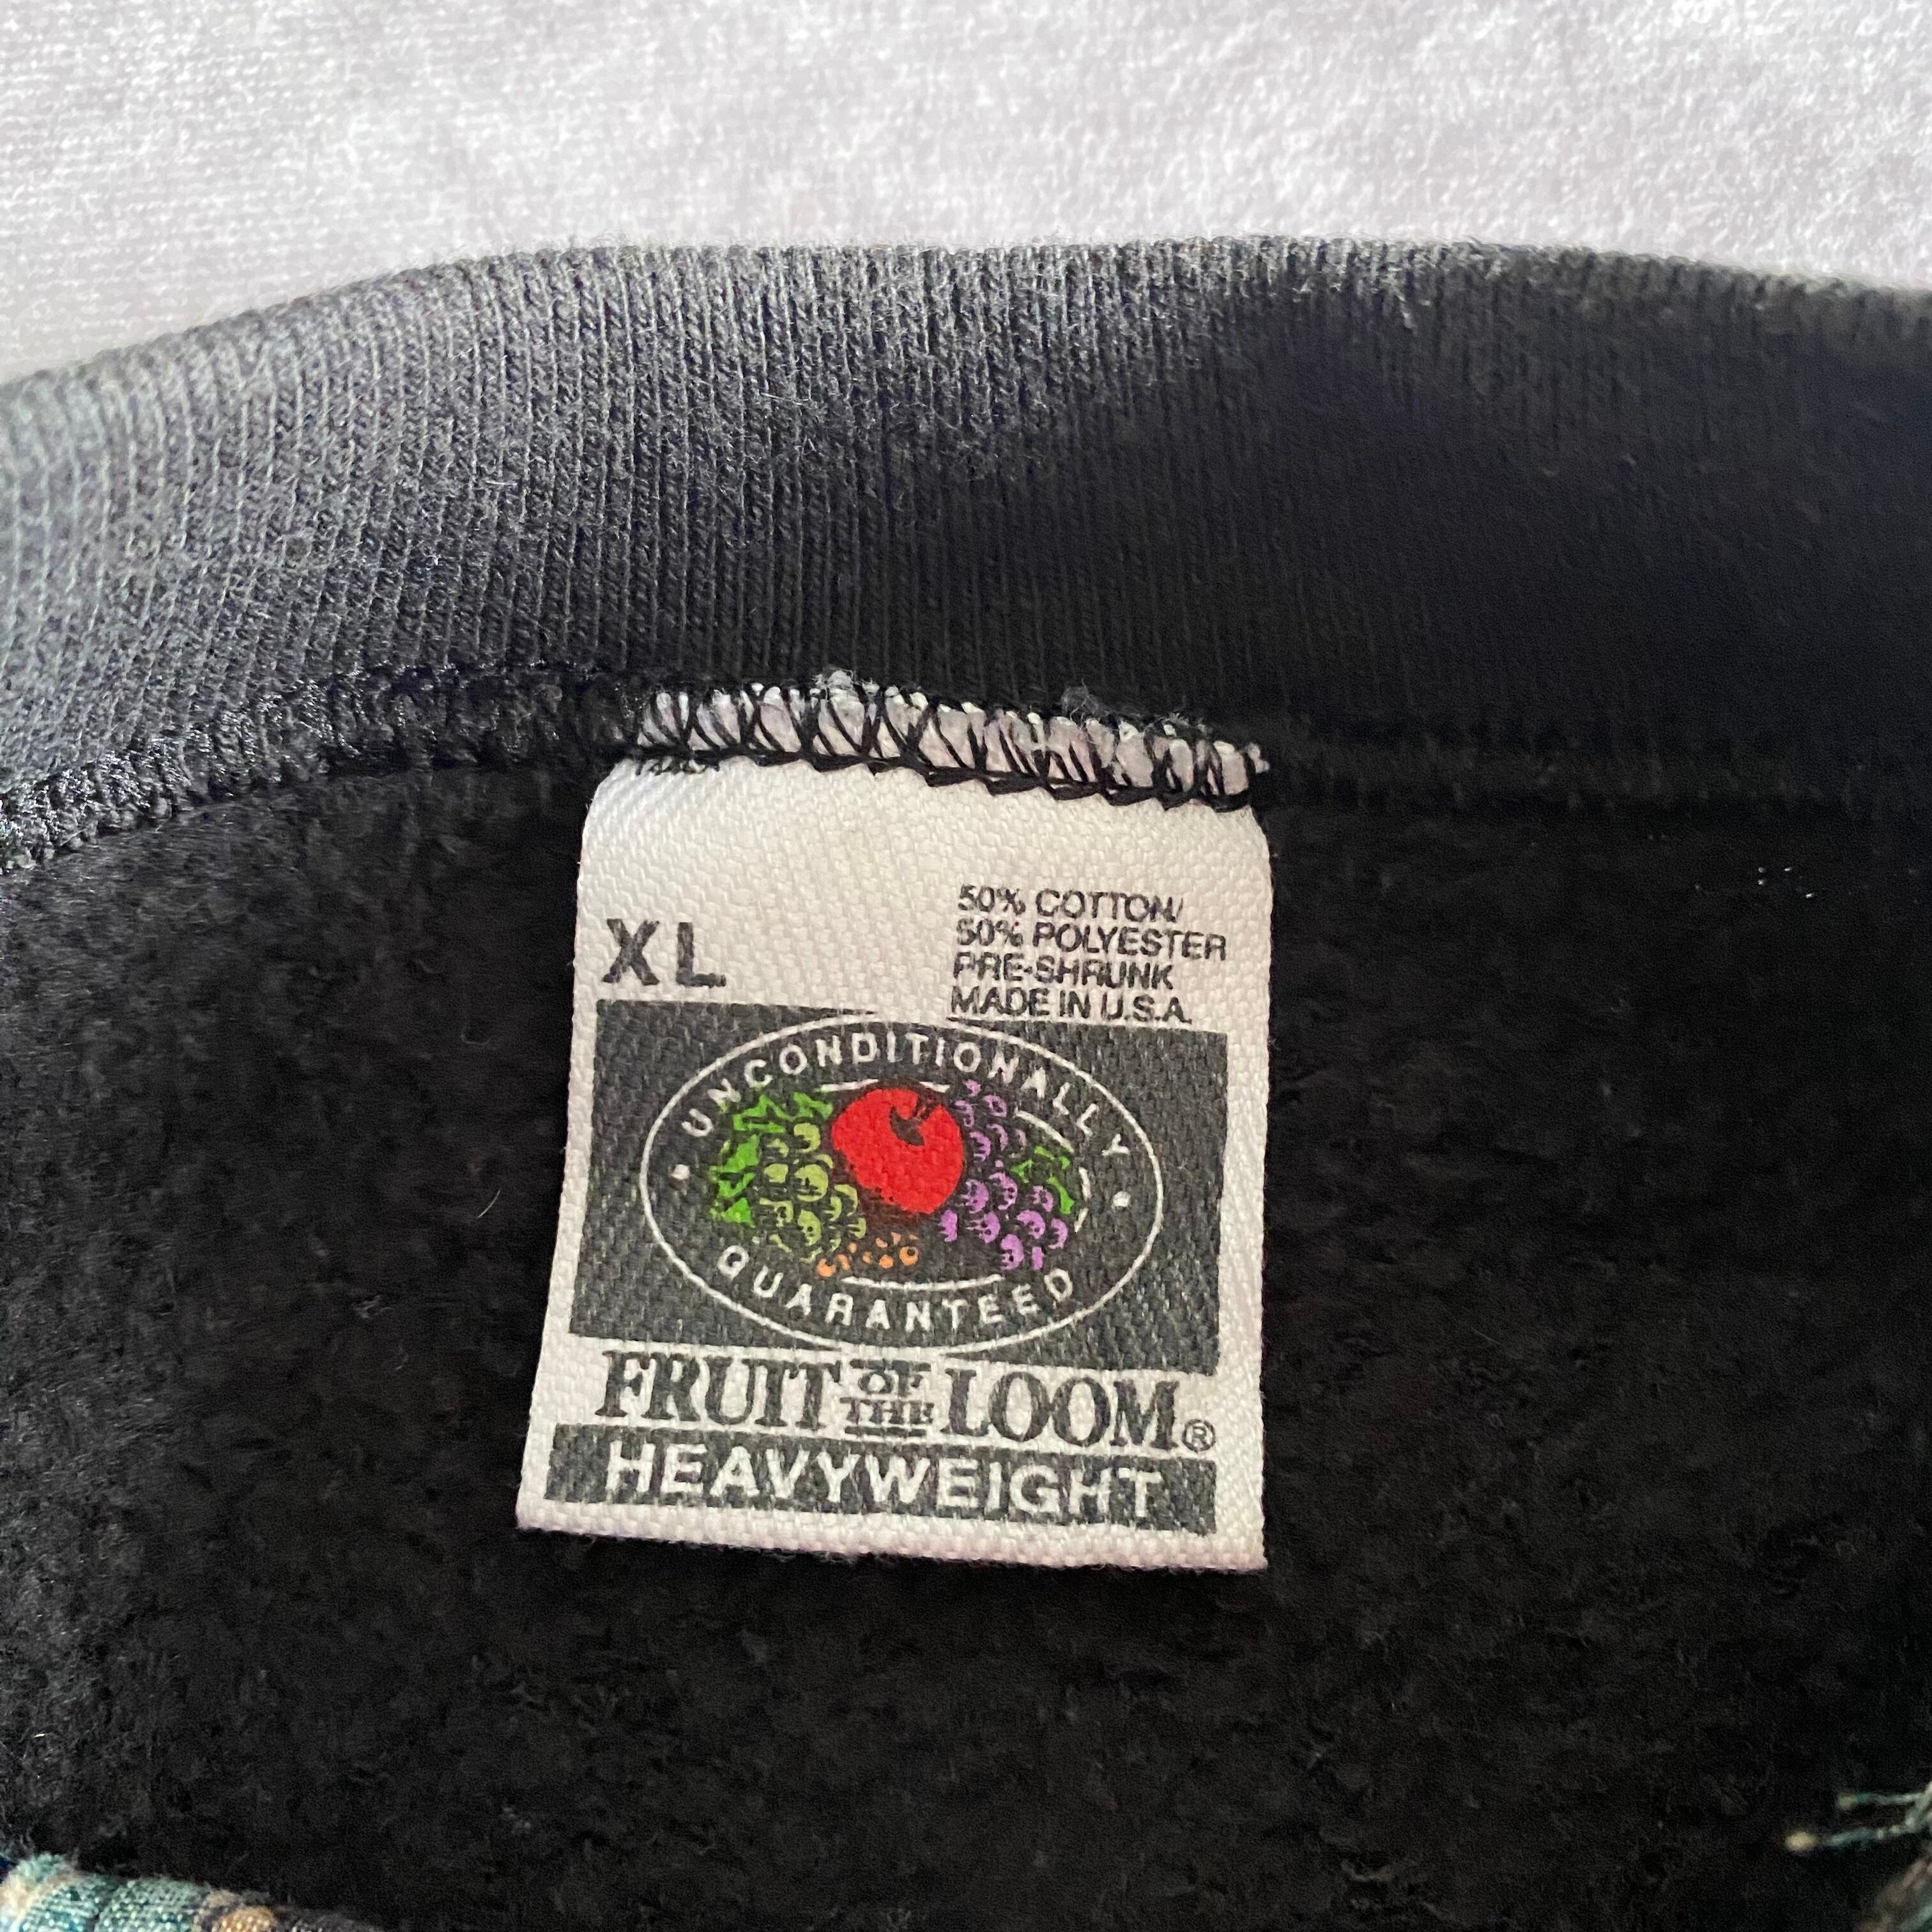 XL
50% COTTON/
50% POLYESTER
PRE-SHRUNK
MADE IN U.S.A.
UNCONDITIONALLY
GUARANTEED
FRUIT OF THE LOOM®
HEAVYWEIGHT